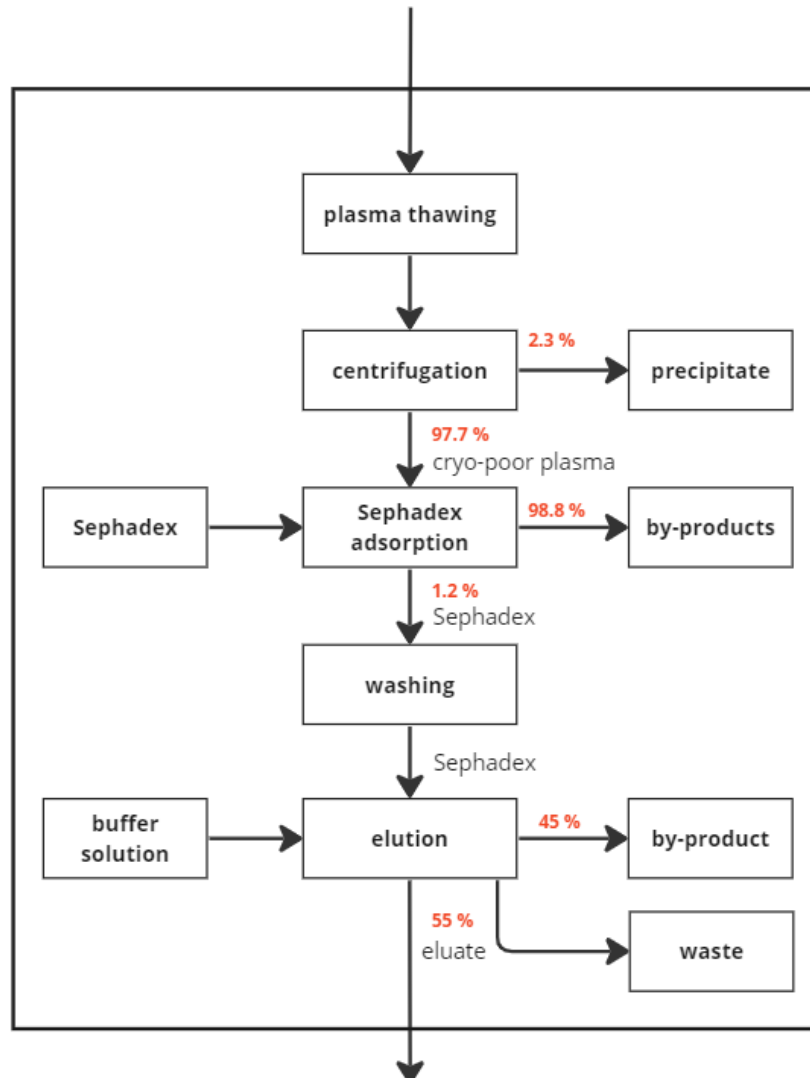 plasma thawing
2.3 %
centrifugation
precipitate
97.7 %
cryo-poor plasma
Sephadex
Sephadex
adsorption
98.8 %
by-products
1.2 %
Sephadex
washing
Sephadex
buffer
solution
elution
45 %
by-product
55 %
eluate
waste